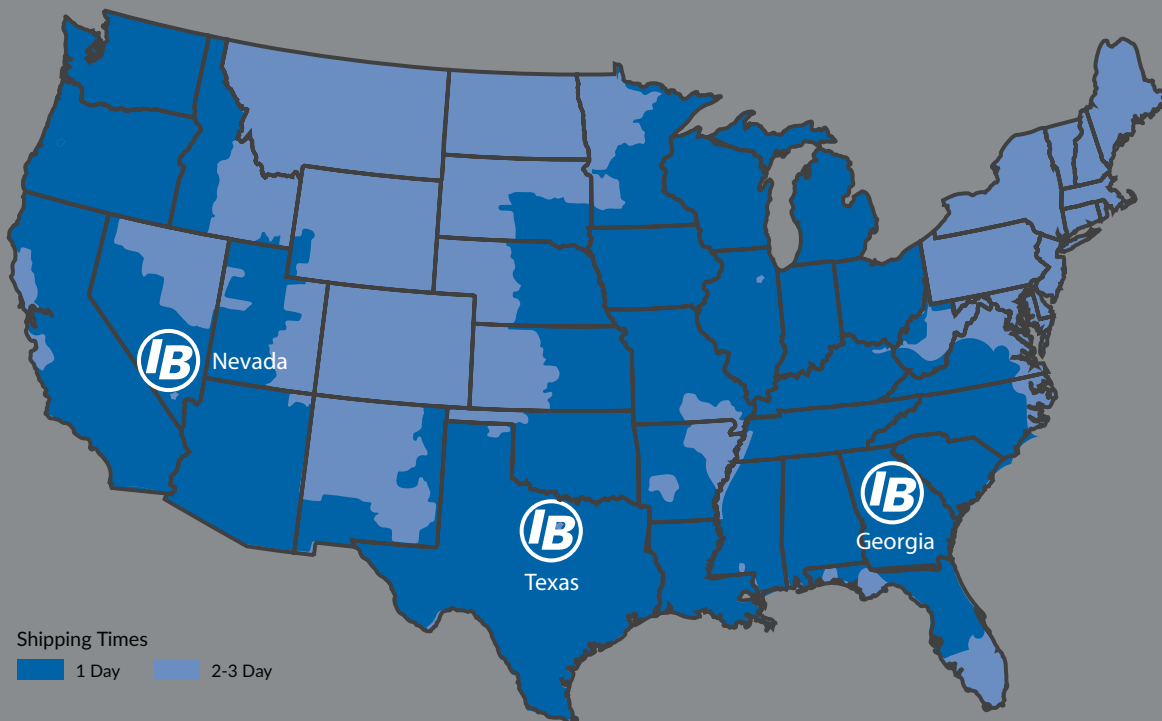 IB
Nevada
IB
Georgia
IB
Texas
Shipping Times
1 Day
2-3 Day